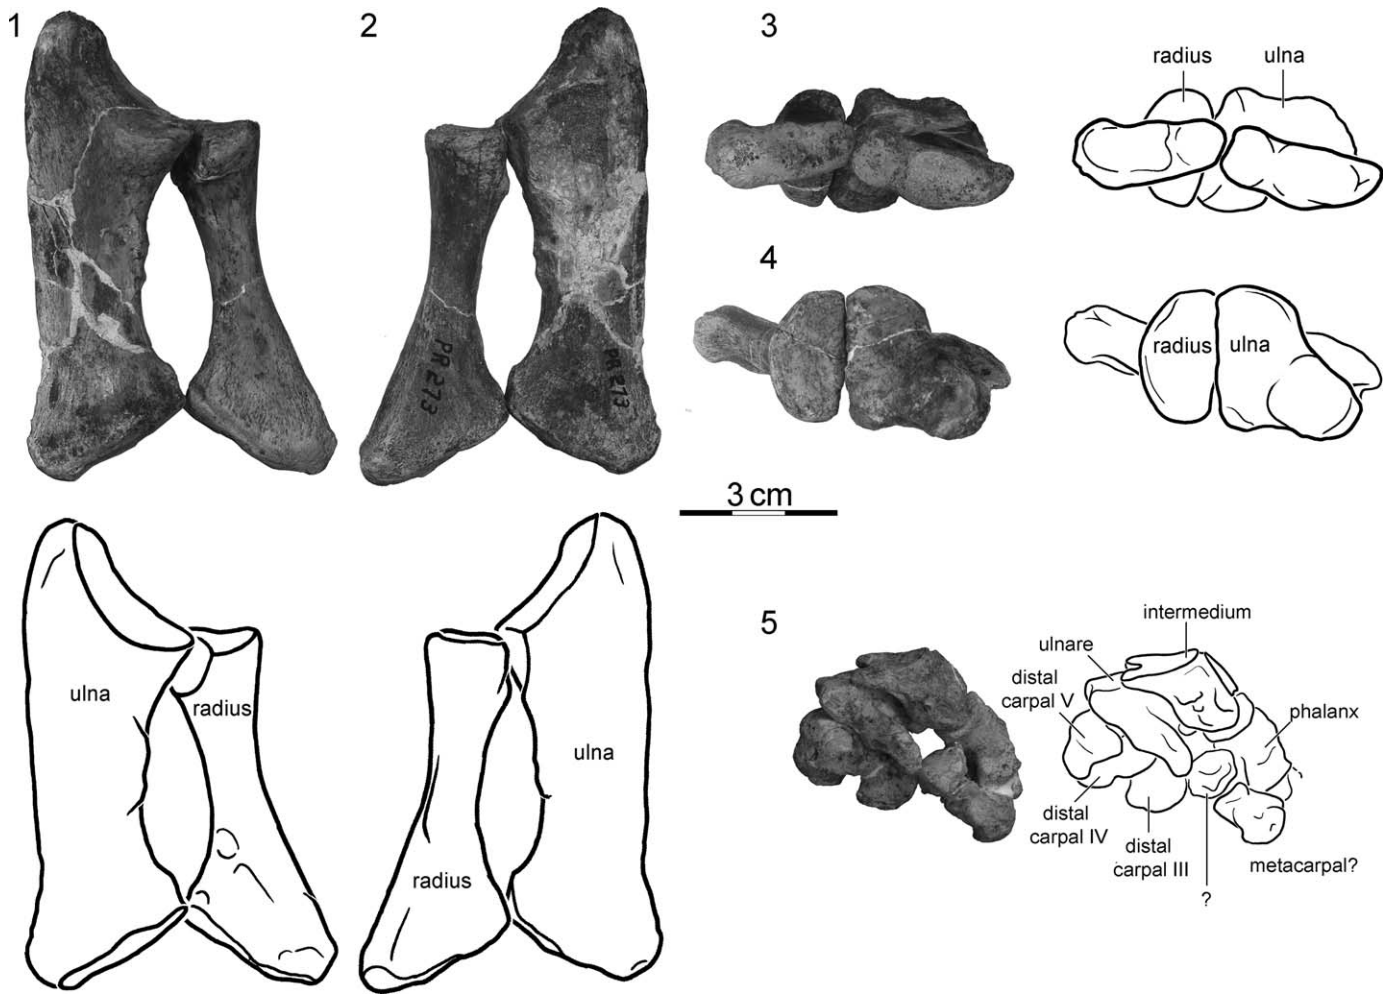 1
2
3
radius
ulna
4
radius
ulna
PR 273
PR 273
3 cm
ulna
radius
radius
ulna
5
intermedium
ulnare
distal
carpal V
phalanx
distal
carpal IV
distal
carpal III
?
metacarpal?